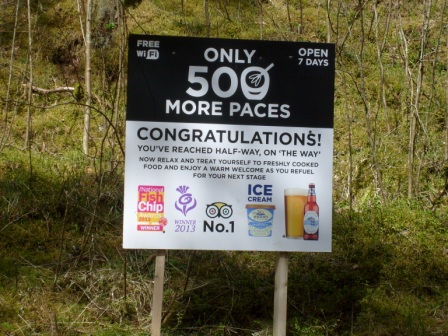 FREE
WiFi
ONLY
OPEN
7 DAYS
500
MORE PACES
CONGRATULATIONS!
YOU'VE REACHED HALF-WAY, ON 'THE WAY'
NOW RELAX AND TREAT YOURSELF TO FRESHLY COOKED
FOOD AND ENJOY A WARM WELCOME AS YOU REFUEL
FOR YOUR NEXT STAGE
National
Fish
Chip
WINNER
WINNER
2013
No.1
ICE
CREAM